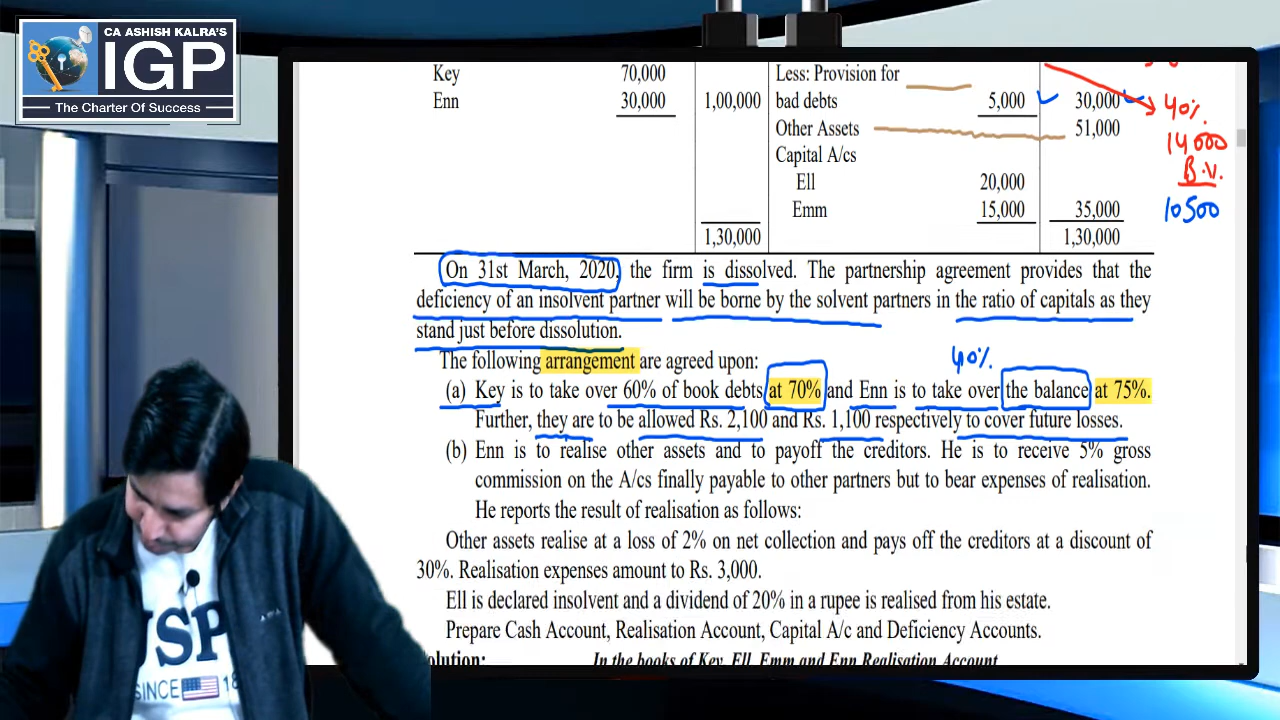 CA ASHISH KALRA'S
IGP
The Charter Of Success
Key 70,000 Less: Provision for
Enn 30,000 1,00,000 bad debts 5,000 30,000
Other Assets 51,000
Capital A/cs
Ell 20,000
Emm 15,000 35,000
1,30,000 1,30,000
40%
14000
B.V.
10500
On 31st March, 2020, the firm is dissolved. The partnership agreement provides that the
deficiency of an insolvent partner will be borne by the solvent partners in the ratio of capitals as they
stand just before dissolution.
The following arrangement are agreed upon:
40%
(a) Key is to take over 60% of book debts at 70% and Enn is to take over the balance at 75%.
Further, they are to be allowed Rs. 2,100 and Rs. 1,100 respectively to cover future losses.
(b) Enn is to realise other assets and to payoff the creditors. He is to receive 5% gross
commission on the A/cs finally payable to other partners but to bear expenses of realisation.
He reports the result of realisation as follows:
Other assets realise at a loss of 2% on net collection and pays off the creditors at a discount of
30%. Realisation expenses amount to Rs. 3,000.
Ell is declared insolvent and a dividend of 20% in a rupee is realised from his estate.
Prepare Cash Account, Realisation Account, Capital A/c and Deficiency Accounts.
Solution: In the books of Key, Ell, Emm and Enn Realisation Account
USP
SINCE 18